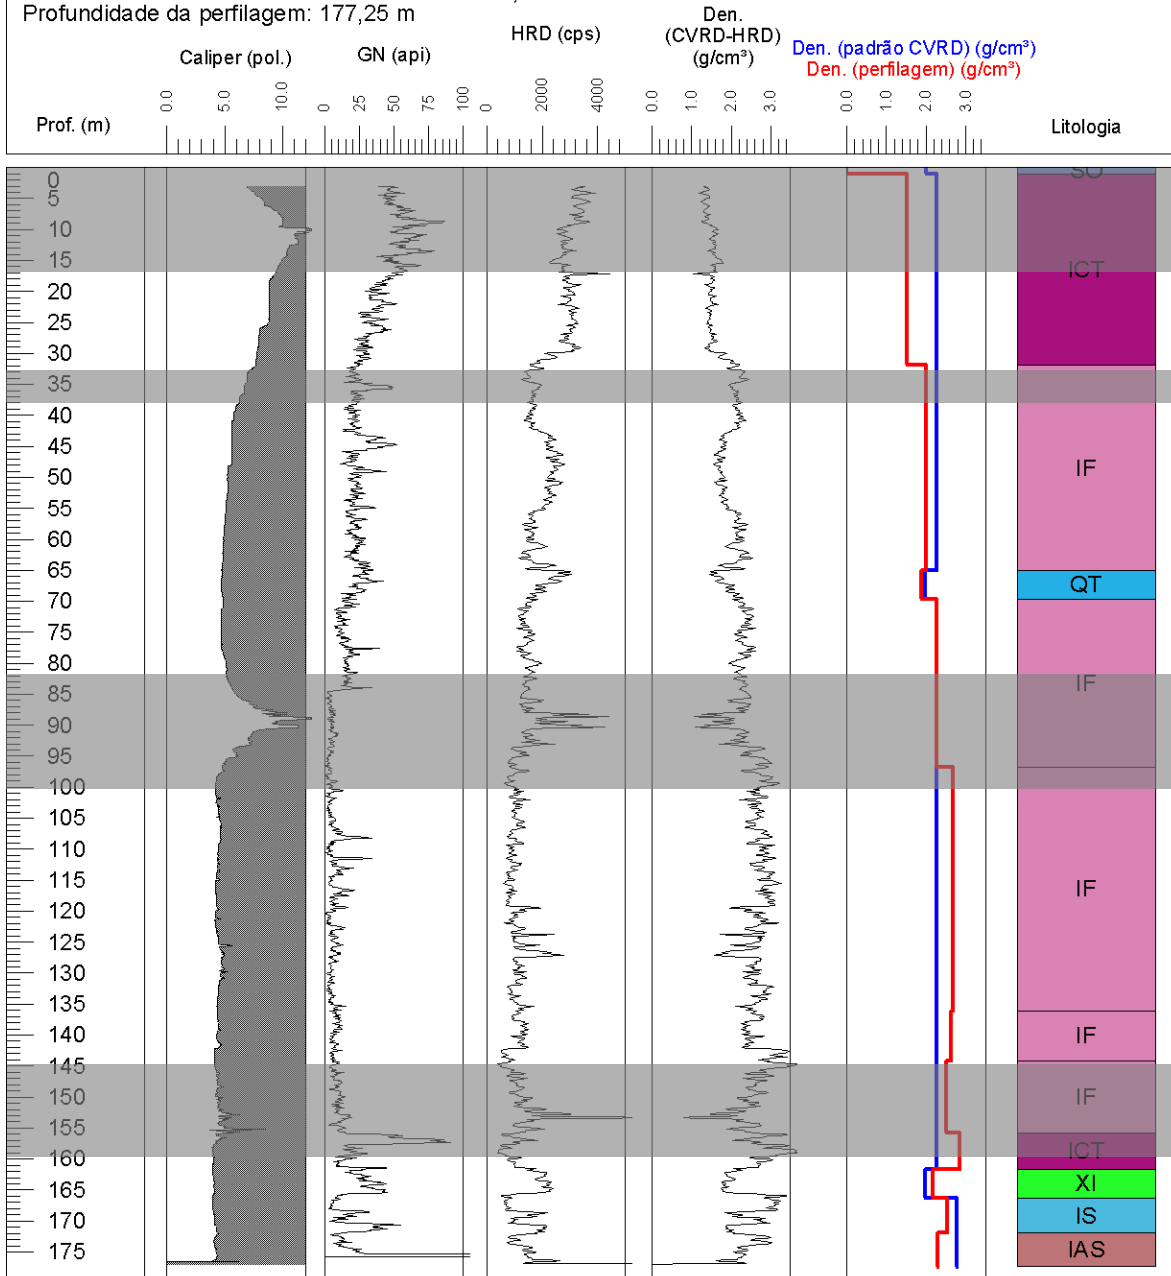 Profundidade da perfilagem: 177,25 m
Caliper (pol.)
GN (api)
HRD (cps)
Den.
(CVRD-HRD)
(g/cm³)
Den. (padrão CVRD) (g/cm³)
Den. (perfilagem) (g/cm³)
Prof. (m)
0.0 5.0 10.0
0 25 50 75 100
0 2000 4000
0.0 1.0 2.0 3.0
0.0 1.0 2.0 3.0
Litologia
0
5
10
15
20
25
30
35
40
45
50
55
60
65
70
75
80
85
90
95
100
105
110
115
120
125
130
135
140
145
150
155
160
165
170
175
SO
ICT
IF
QT
IF
IF
IF
IF
ICT
XI
IS
IAS